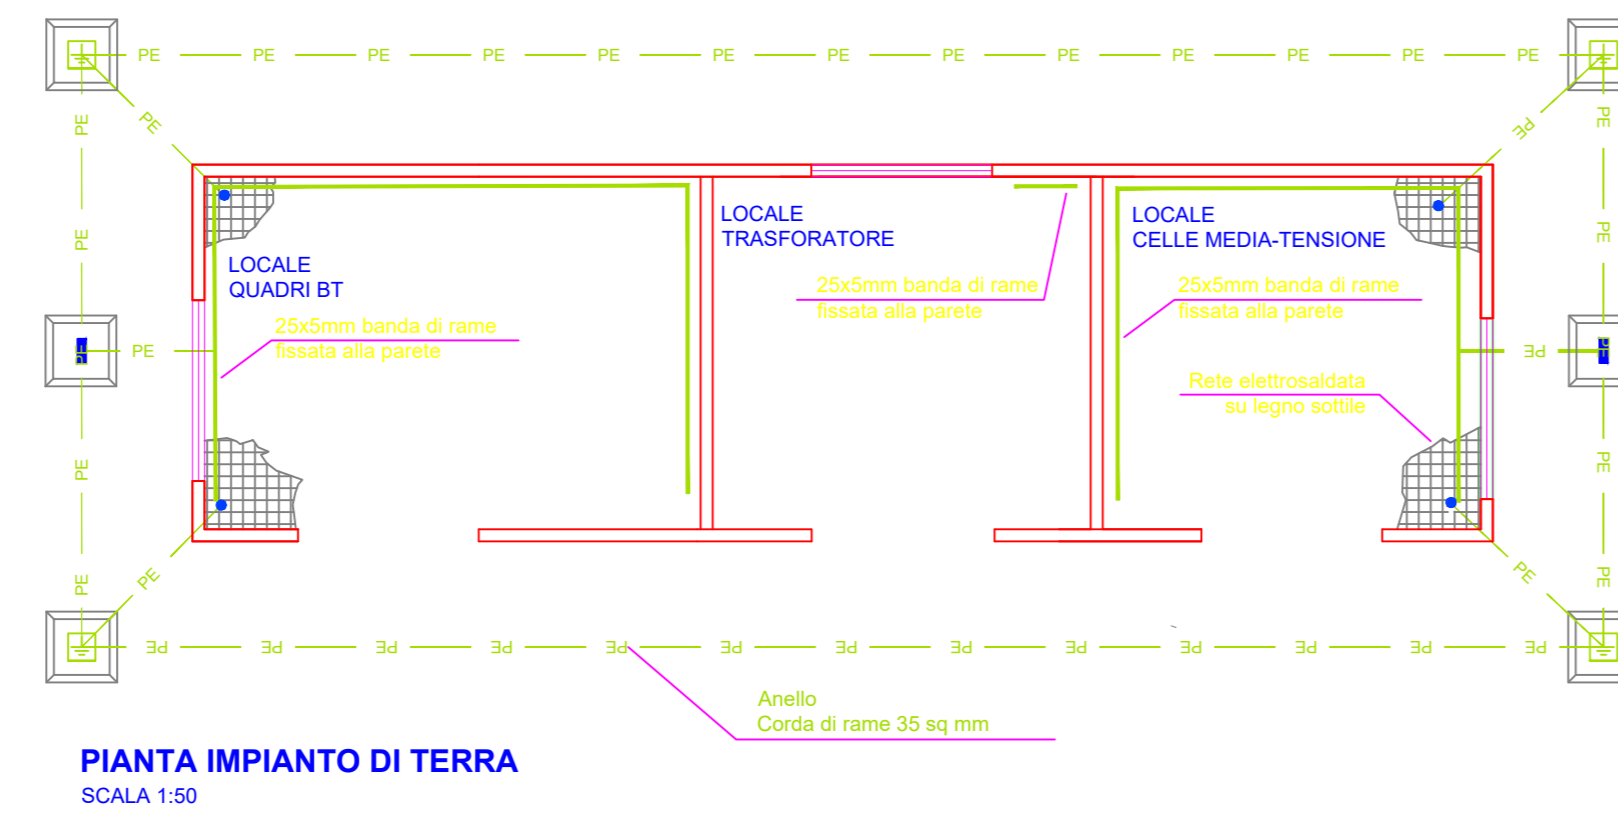 PE PE PE PE PE PE PE PE PE PE PE PE PE
PE PE PE PE
LOCALE
TRASFORATORE
LOCALE
CELLE MEDIA-TENSIONE
PE PE
LOCALE
QUADRI BT
25x5mm banda di rame
fissata alla parete
25x5mm banda di rame
fissata alla parete
25x5mm banda di rame
fissata alla parete
PE PE PE PE
Rete elettrosaldata
su legno sottile
PE PE
PE PE PE PE
PE PE PE PE PE PE PE PE PE PE PE PE PE
Anello
Corda di rame 35 sq mm
PIANTA IMPIANTO DI TERRA
SCALA 1:50